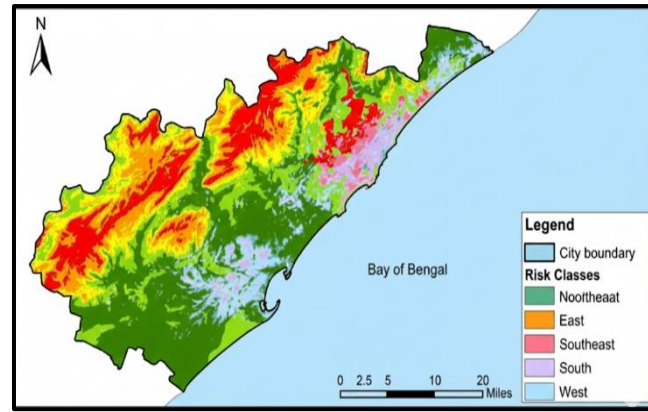 N
Bay of Bengal
Legend
City boundary
Risk Classes
Noortheaat
East
Southeast
South
West
0 2.5 5 10 20
Miles